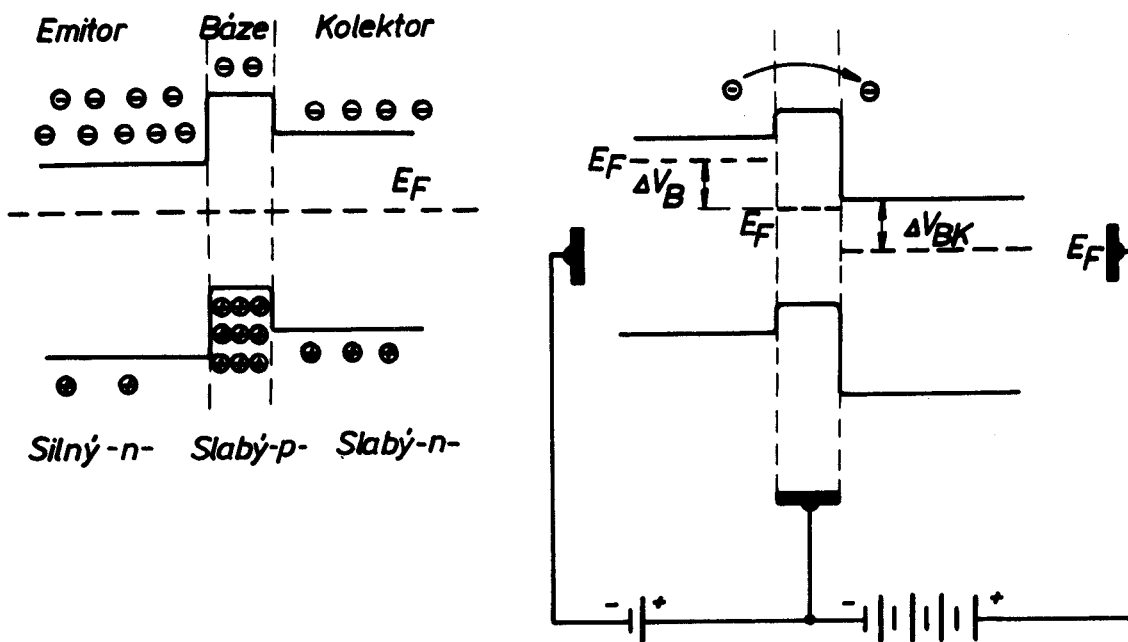 Emitor Báze Kolektor
E_F
Silný-n- Slabý-p- Slabý-n-
E_F
ΔV_B
E_F
ΔV_BK
E_F
- + - +